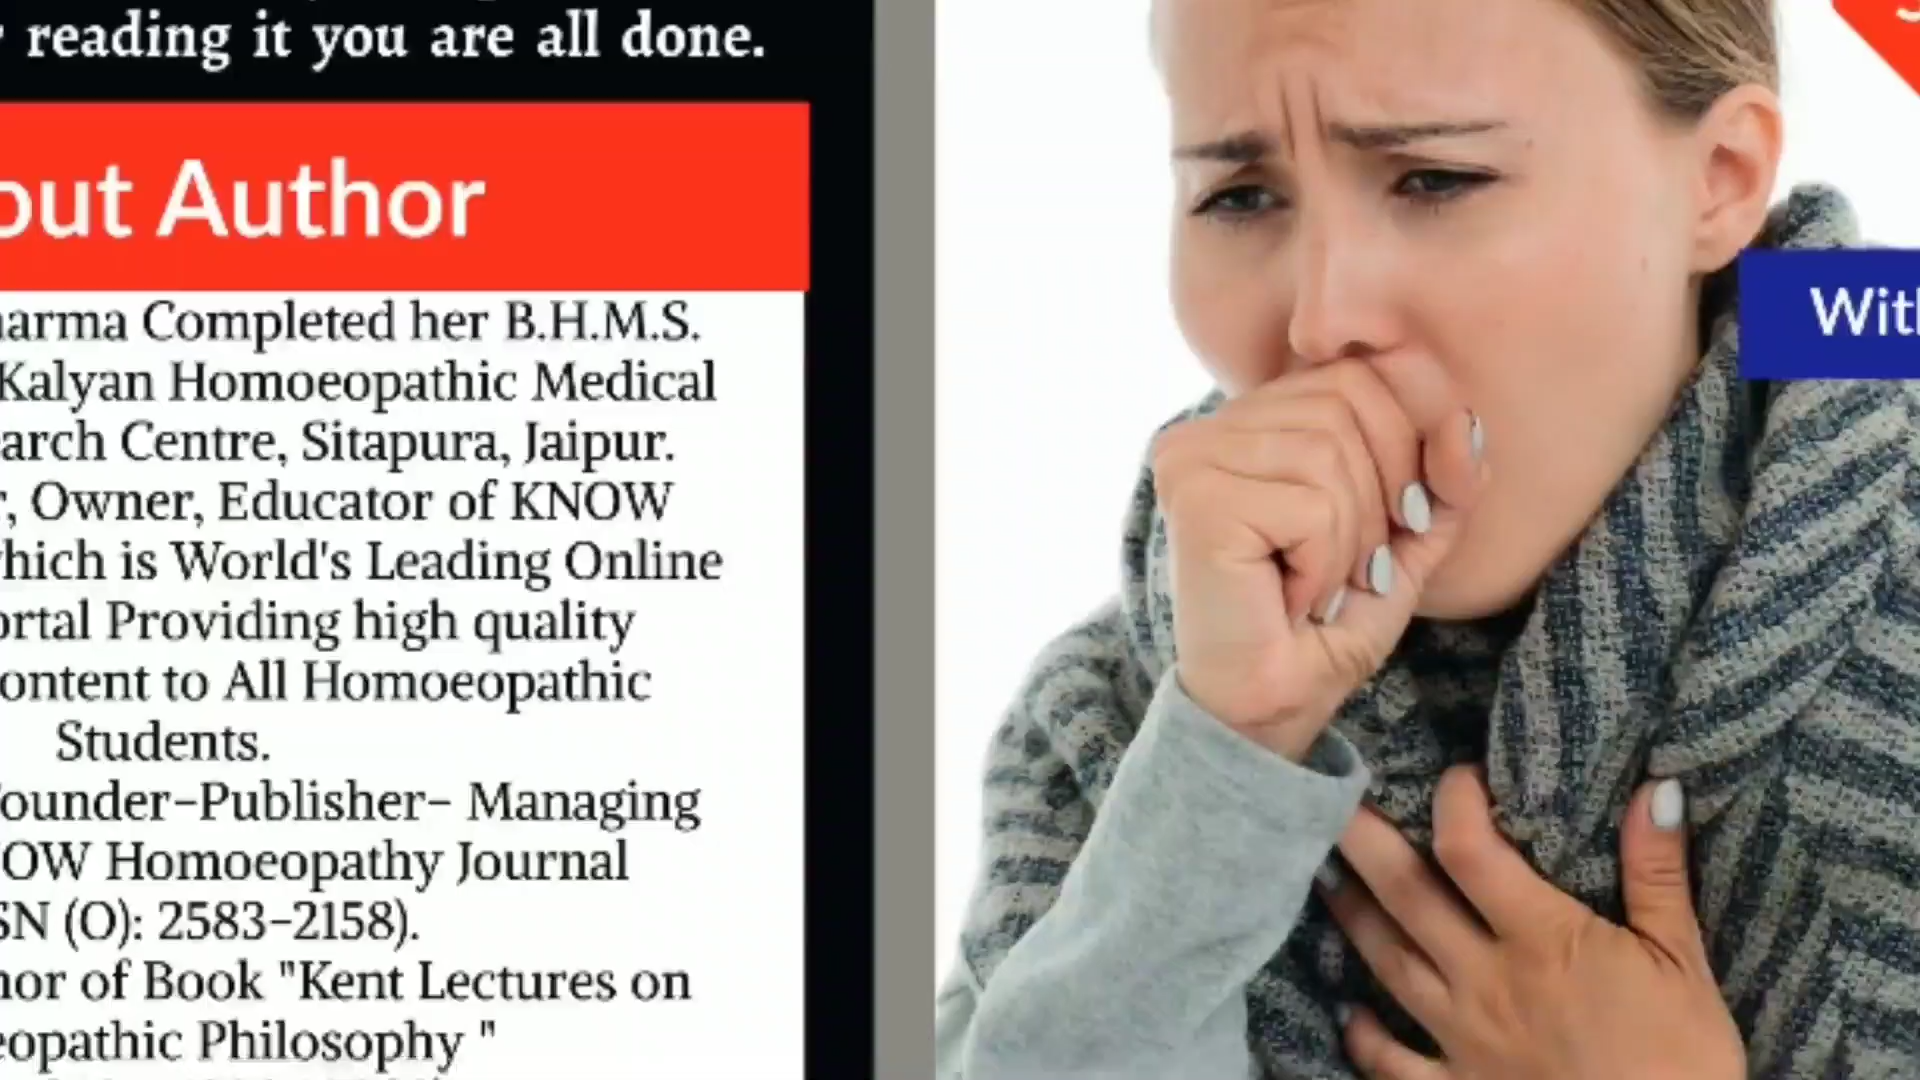 reading it you are all done.
out Author
arma Completed her B.H.M.S.
Kalyan Homoeopathic Medical
arch Centre, Sitapura, Jaipur.
r, Owner, Educator of KNOW
hich is World's Leading Online
ortal Providing high quality
ontent to All Homoeopathic
Students.
ounder-Publisher- Managing
OW Homoeopathy Journal
SN (O): 2583-2158).
hor of Book "Kent Lectures on
eopathic Philosophy "
With